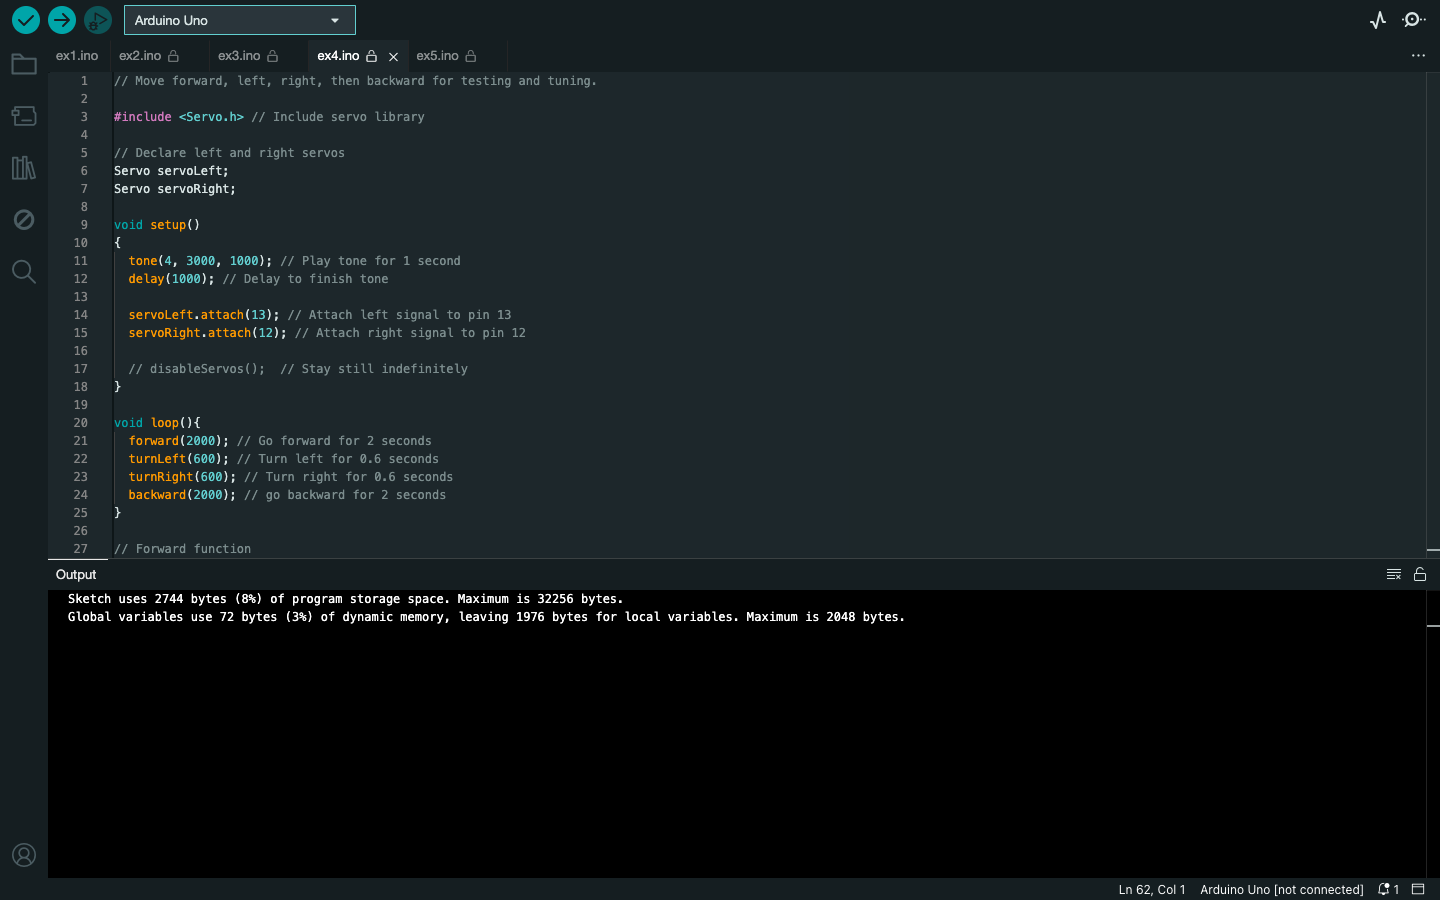 Arduino Uno
ex1.ino
ex2.ino
ex3.ino
ex4.ino
ex5.ino
1 // Move forward, left, right, then backward for testing and tuning.
2
3 #include <Servo.h> // Include servo library
4
5 // Declare left and right servos
6 Servo servoLeft;
7 Servo servoRight;
8
9 void setup()
10 {
11 tone(4, 3000, 1000); // Play tone for 1 second
12 delay(1000); // Delay to finish tone
13
14 servoLeft.attach(13); // Attach left signal to pin 13
15 servoRight.attach(12); // Attach right signal to pin 12
16
17 // disableServos();  // Stay still indefinitely
18 }
19
20 void loop(){
21 forward(2000); // Go forward for 2 seconds
22 turnLeft(600); // Turn left for 0.6 seconds
23 turnRight(600); // Turn right for 0.6 seconds
24 backward(2000); // go backward for 2 seconds
25 }
26
27 // Forward function
Output
Sketch uses 2744 bytes (8%) of program storage space. Maximum is 32256 bytes.
Global variables use 72 bytes (3%) of dynamic memory, leaving 1976 bytes for local variables. Maximum is 2048 bytes.
Ln 62, Col 1 Arduino Uno [not connected] 1